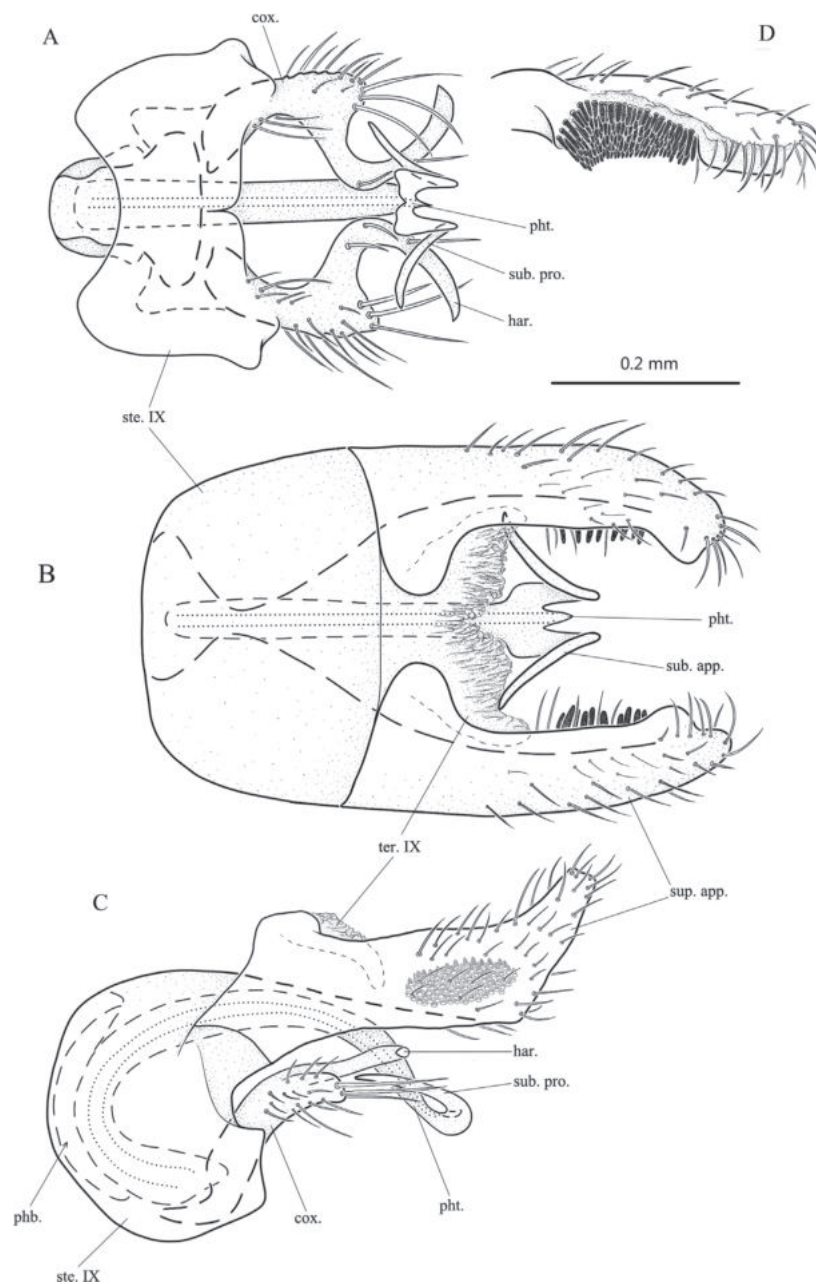 A
cox.
D
pht.
sub. pro.
har.
0.2 mm
ste. IX
B
pht.
sub. app.
ter. IX
C
sup. app.
har.
sub. pro.
phb.
cox.
pht.
ste. IX